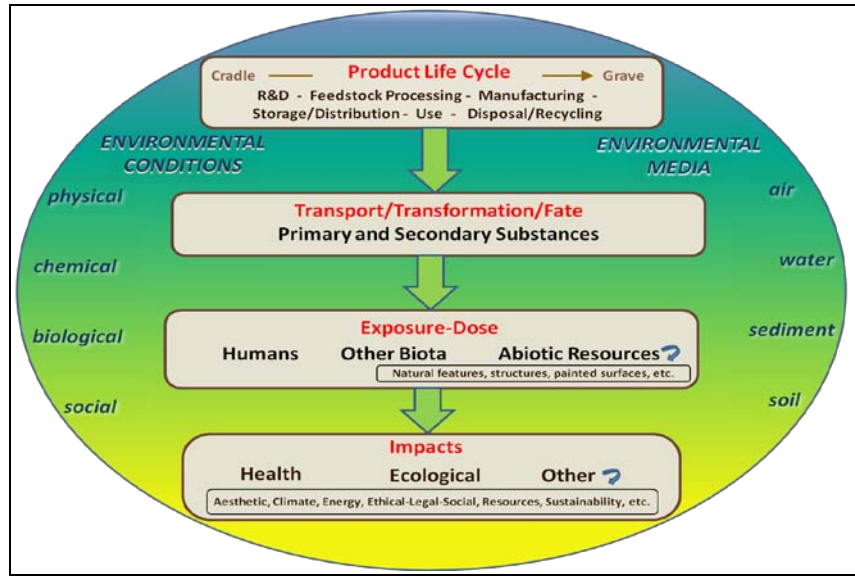 Product Life Cycle
Cradle Grave
R&D - Feedstock Processing - Manufacturing -
Storage/Distribution - Use - Disposal/Recycling
ENVIRONMENTAL
CONDITIONS
physical
chemical
biological
social
ENVIRONMENTAL
MEDIA
air
water
sediment
soil
Transport/Transformation/Fate
Primary and Secondary Substances
Exposure-Dose
Humans Other Biota Abiotic Resources
Natural features, structures, painted surfaces, etc.
Impacts
Health Ecological Other
Aesthetic, Climate, Energy, Ethical-Legal-Social, Resources, Sustainability, etc.